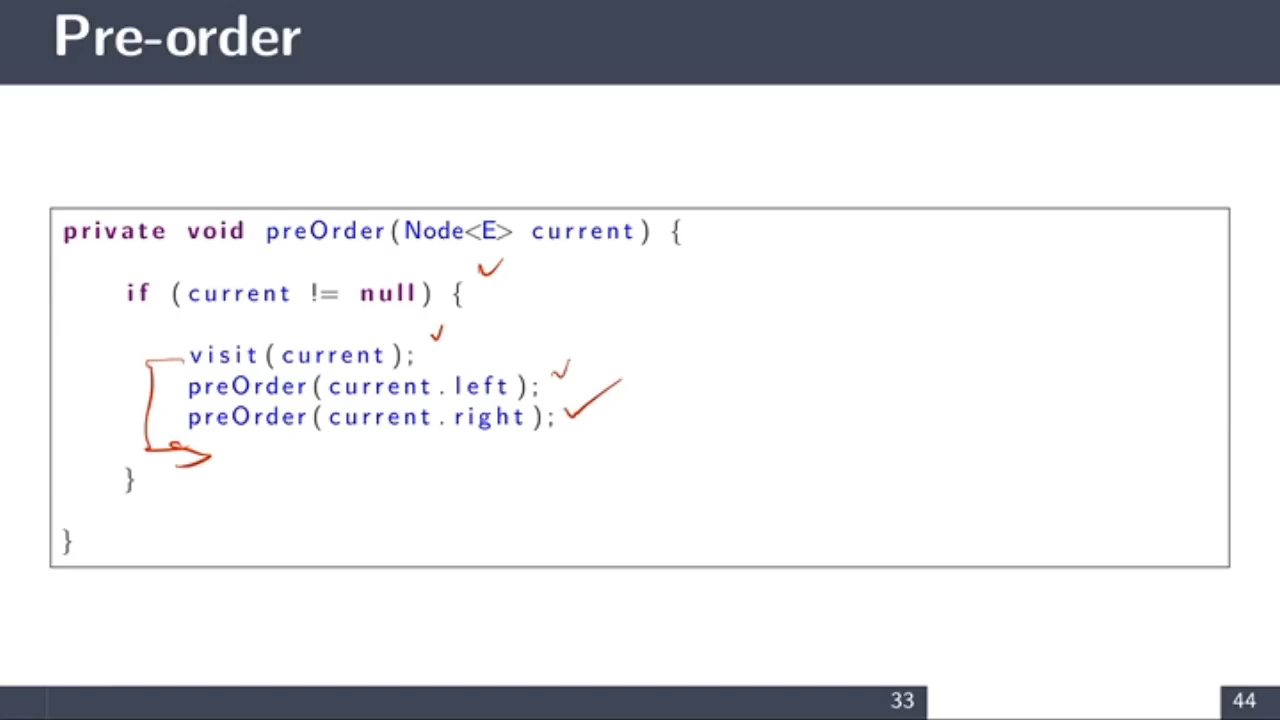 Pre-order
private void preOrder(Node<E> current) {
if (current != null) {
visit(current);
preOrder(current.left);
preOrder(current.right);
}
}
33
44